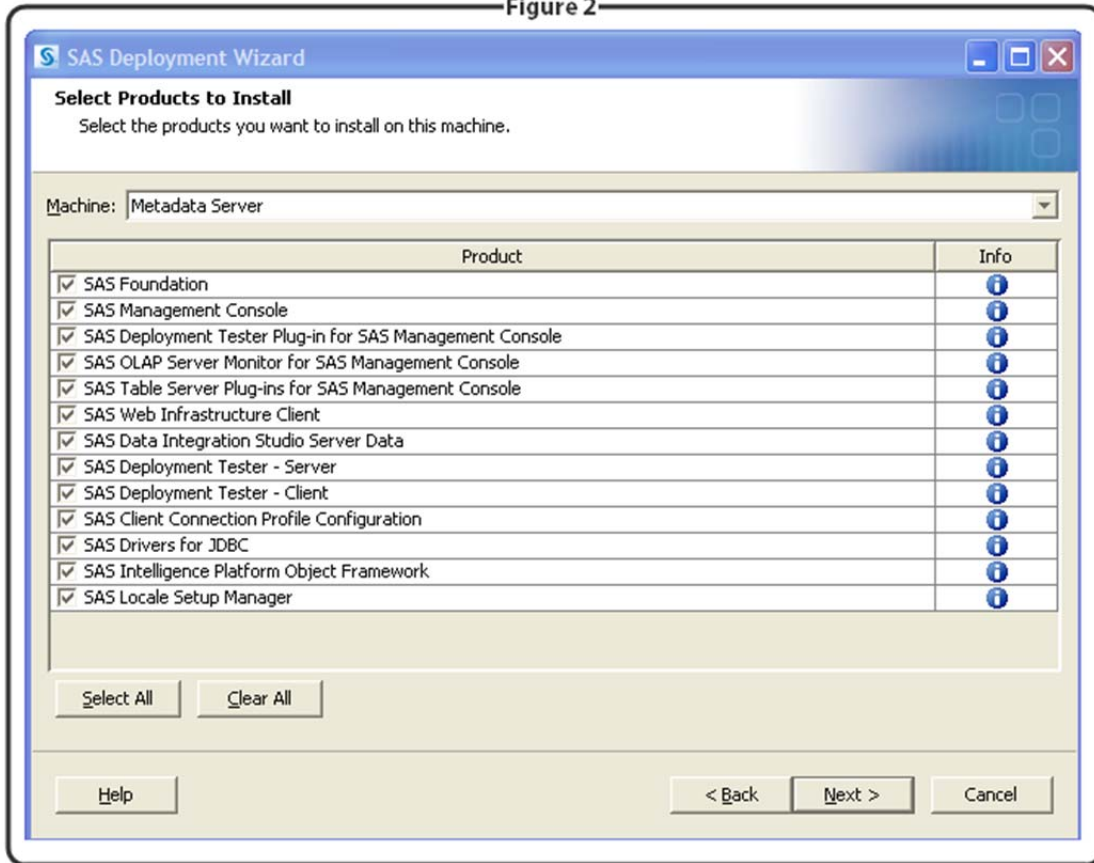 Figure 2
SAS Deployment Wizard
Select Products to Install
Select the products you want to install on this machine.
Machine: Metadata Server
Product Info
SAS Foundation
SAS Management Console
SAS Deployment Tester Plug-in for SAS Management Console
SAS OLAP Server Monitor for SAS Management Console
SAS Table Server Plug-ins for SAS Management Console
SAS Web Infrastructure Client
SAS Data Integration Studio Server Data
SAS Deployment Tester - Server
SAS Deployment Tester - Client
SAS Client Connection Profile Configuration
SAS Drivers for JDBC
SAS Intelligence Platform Object Framework
SAS Locale Setup Manager
Select All Clear All
Help < Back Next > Cancel